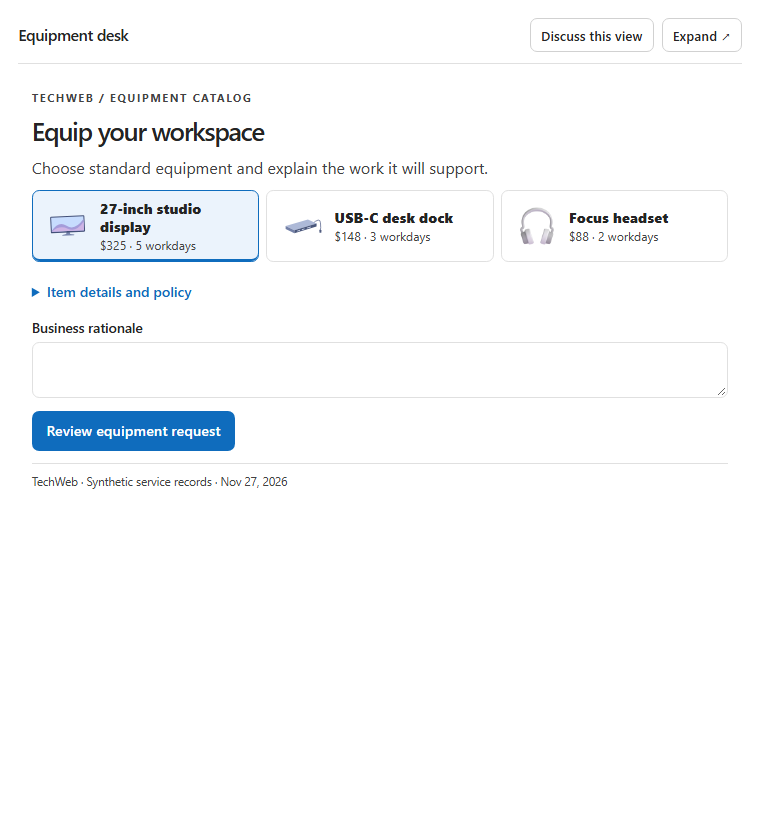 Equipment desk
Discuss this view
Expand ↗
TECHWEB / EQUIPMENT CATALOG
Equip your workspace
Choose standard equipment and explain the work it will support.
27-inch studio
display
$325 · 5 workdays
USB-C desk dock
$148 · 3 workdays
Focus headset
$88 · 2 workdays
Item details and policy
Business rationale
Review equipment request
TechWeb · Synthetic service records · Nov 27, 2026